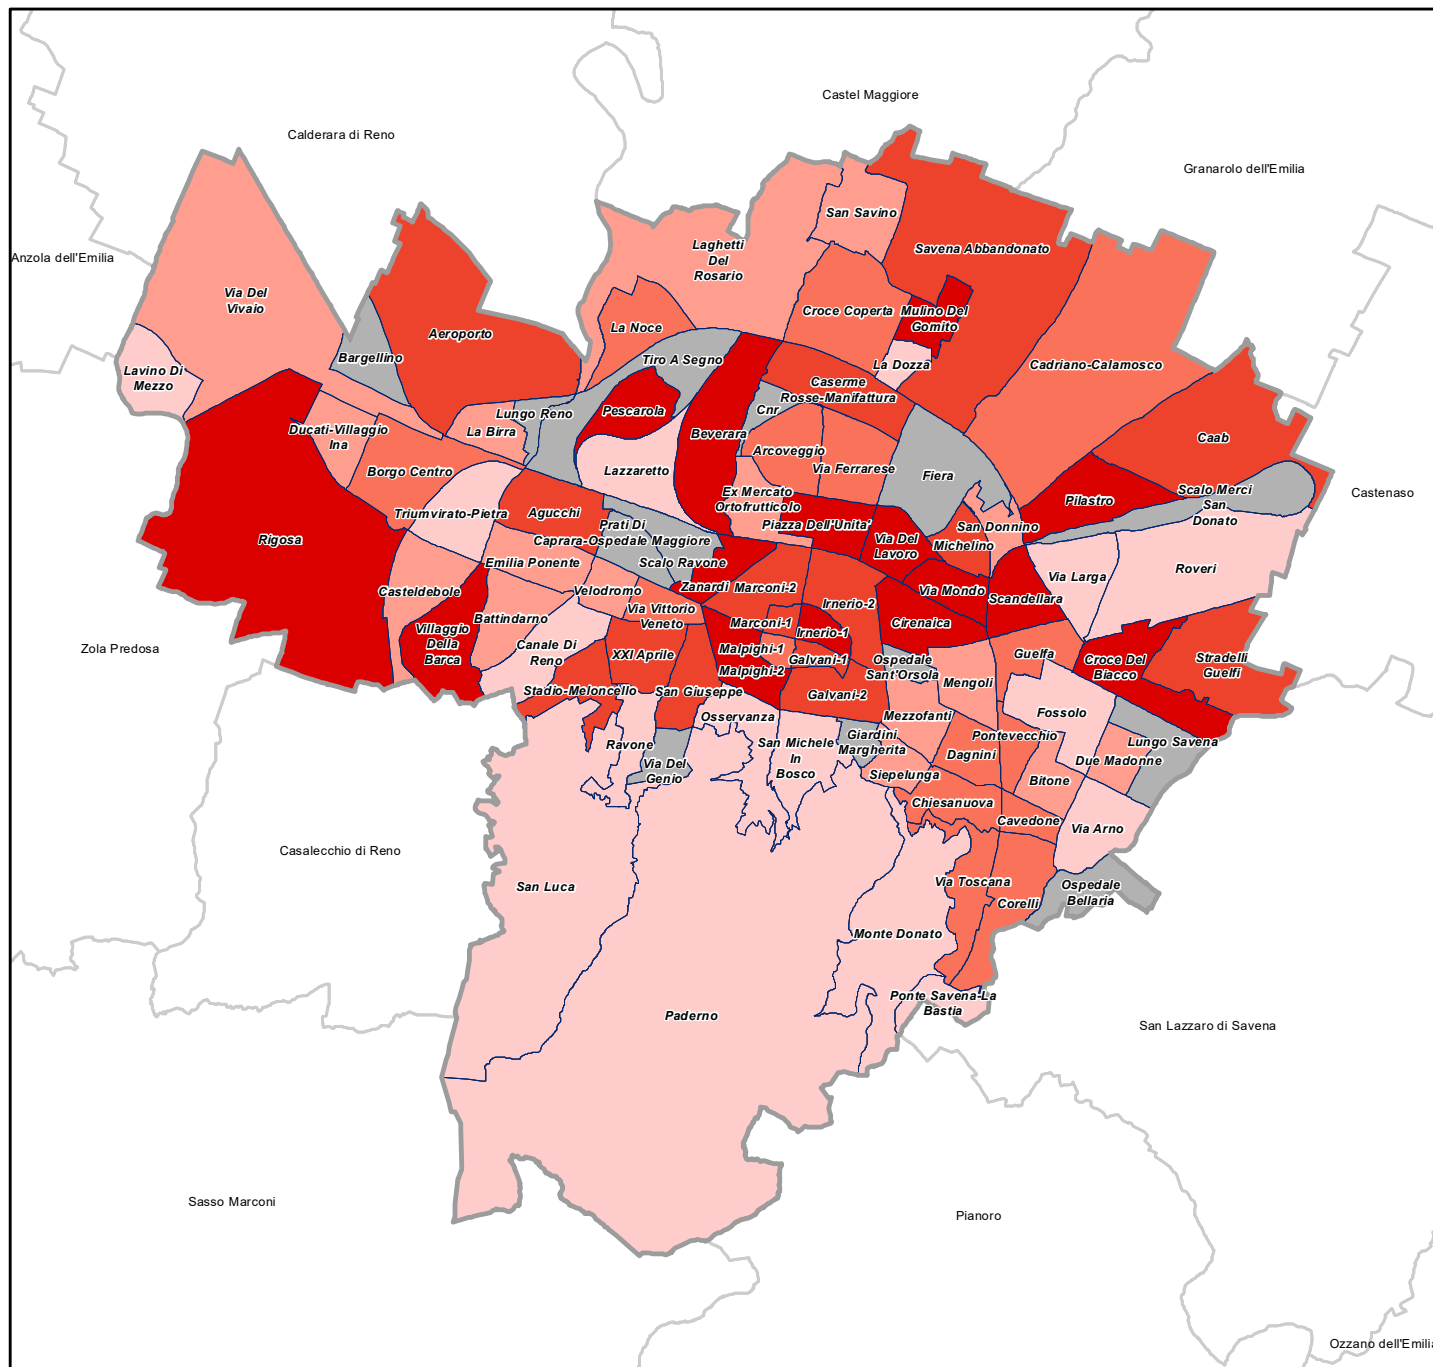 Castel Maggiore
Calderara di Reno
Granarolo dell'Emilia
San Savino
Laghetti
Del
Rosario
Savena Abbandonato
Anzola dell'Emilia
Via Del
Vivaio
Croce Coperta
Mulino Del
Gomito
La Noce
Aeroporto
Bargellino
Tiro A Segno
La Dozza
Cadriano-Calamosco
Lavino Di
Mezzo
Caserme
Rosse-Manifattura
Lungo Reno
Pescarola
Cnr
Ducati-Villaggio
Ina
La Birra
Beverara
Caab
Arcoveggio
Via Ferrarese
Borgo Centro
Lazzaretto
Fiera
Scalo Merci
San
Donato
Castenaso
Pilastro
Ex Mercato
Ortofrutticolo
Triumvirato-Pietra
Agucchi
Prati Di
Caprara-Ospedale Maggiore
Piazza Dell'Unita'
San Donnino
Rigosa
Via Del
Lavoro
Michelino
Emilia Ponente
Scalo Ravone
Roveri
Via Larga
Casteldebole
Velodromo
Zanardi
Marconi-2
Via Mondo
Scandellara
Irnerio-2
Via Vittorio
Veneto
Battindarno
Marconi-1
Irnerio-1
Cirenaica
Villaggio
Della
Barca
Zola Predosa
Canale Di
Reno
XXI Aprile
Malpighi-1
Galvani-1
Ospedale
Sant'Orsola
Guelfa
Croce Del
Biacco
Stradelli
Guelfi
Malpighi-2
Mengoli
Stadio-Meloncello
San Giuseppe
Galvani-2
Osservanza
Mezzofanti
Fossolo
Ravone
San Michele
In
Bosco
Giardini
Margherita
Pontevecchio
Lungo Savena
Dagnini
Via Del
Genio
Due Madonne
Siepelunga
Bitone
Chiesanuova
Cavedone
Via Arno
Casalecchio di Reno
San Luca
Via Toscana
Ospedale
Bellaria
Corelli
Monte Donato
Ponte Savena-La
Bastia
Paderno
San Lazzaro di Savena
Sasso Marconi
Pianoro
Ozzano dell'Emilia